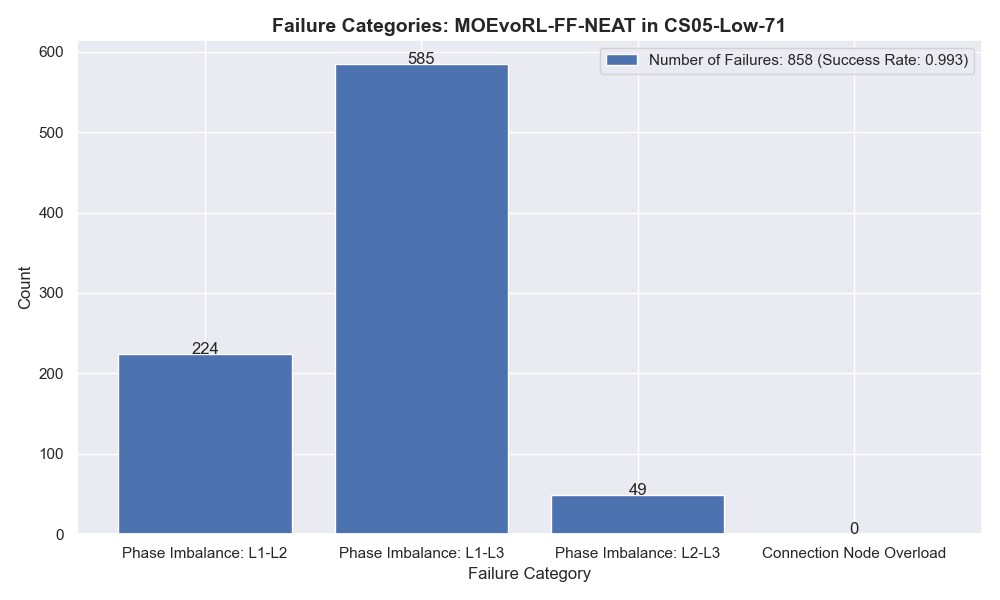 Failure Categories: MOEvoRL-FF-NEAT in CS05-Low-71
Number of Failures: 858 (Success Rate: 0.993)
Count
600
500
400
300
200
100
0
224
585
49
0
Phase Imbalance: L1-L2
Phase Imbalance: L1-L3
Phase Imbalance: L2-L3
Connection Node Overload
Failure Category